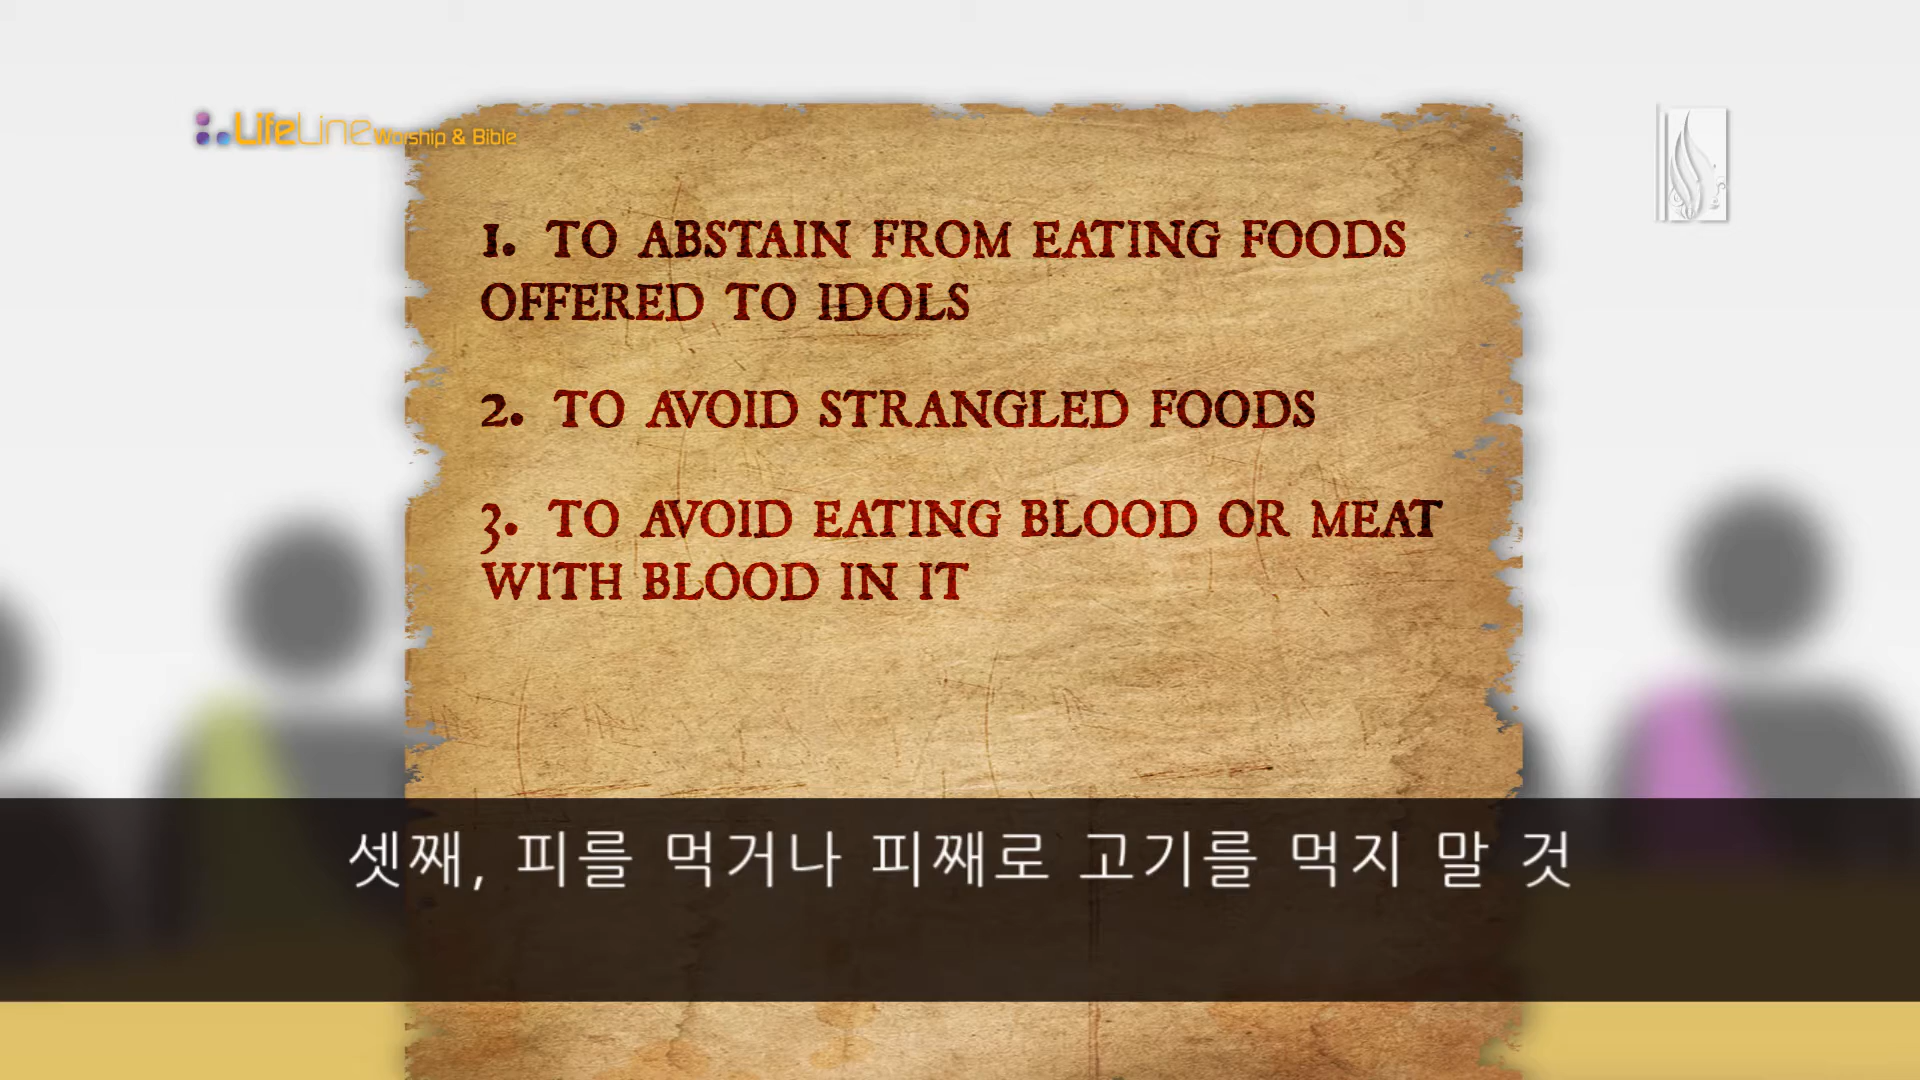 LifeLine Worship & Bible
1. TO ABSTAIN FROM EATING FOODS
OFFERED TO IDOLS
2. TO AVOID STRANGLED FOODS
3. TO AVOID EATING BLOOD OR MEAT
WITH BLOOD IN IT
셋째, 피를 먹거나 피째로 고기를 먹지 말 것